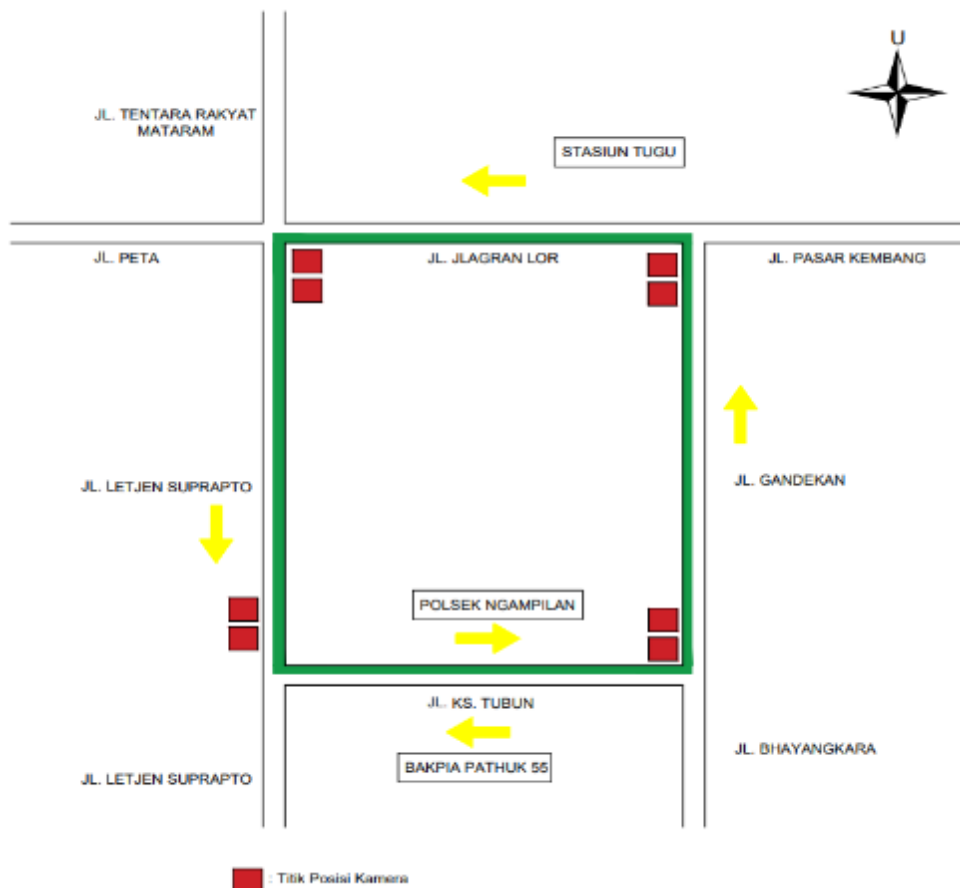 U
JL. TENTARA RAKYAT
MATARAM
STASIUN TUGU
JL. PETA
JL. JLAGRAN LOR
JL. PASAR KEMBANG
JL. LETJEN SUPRAPTO
JL. GANDEKAN
POLSEK NGAMPILAN
JL. KS. TUBUN
JL. BHAYANGKARA
BAKPIA PATHUK 55
JL. LETJEN SUPRAPTO
: Titik Posisi Kamera